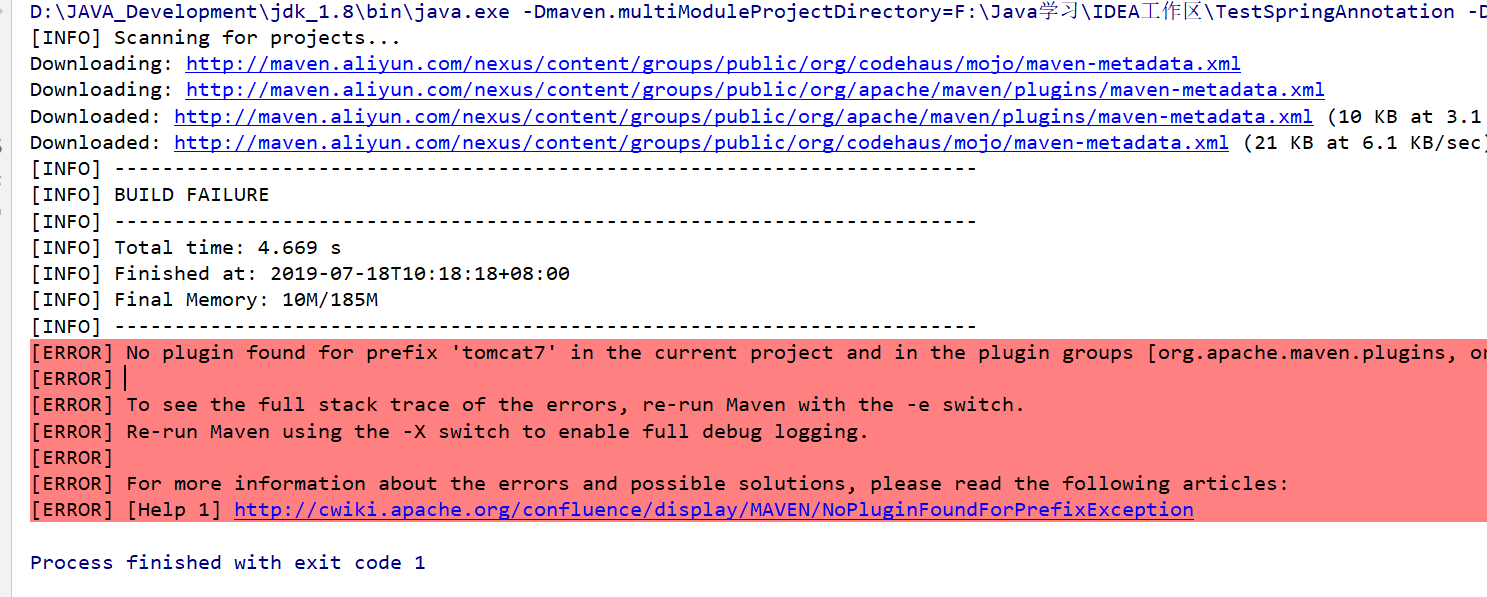 D:\JAVA_Development\jdk_1.8\bin\java.exe -Dmaven.multiModuleProjectDirectory=F:\Java学习\IDEA工作区\TestSpringAnnotation -D
[INFO] Scanning for projects...
Downloading: http://maven.aliyun.com/nexus/content/groups/public/org/codehaus/mojo/maven-metadata.xml
Downloading: http://maven.aliyun.com/nexus/content/groups/public/org/apache/maven/plugins/maven-metadata.xml
Downloaded: http://maven.aliyun.com/nexus/content/groups/public/org/apache/maven/plugins/maven-metadata.xml (10 KB at 3.1
Downloaded: http://maven.aliyun.com/nexus/content/groups/public/org/codehaus/mojo/maven-metadata.xml (21 KB at 6.1 KB/sec)
[INFO] ------------------------------------------------------------------------
[INFO] BUILD FAILURE
[INFO] ------------------------------------------------------------------------
[INFO] Total time: 4.669 s
[INFO] Finished at: 2019-07-18T10:18:18+08:00
[INFO] Final Memory: 10M/185M
[INFO] ------------------------------------------------------------------------
[ERROR] No plugin found for prefix 'tomcat7' in the current project and in the plugin groups [org.apache.maven.plugins, or
[ERROR]
[ERROR] To see the full stack trace of the errors, re-run Maven with the -e switch.
[ERROR] Re-run Maven using the -X switch to enable full debug logging.
[ERROR]
[ERROR] For more information about the errors and possible solutions, please read the following articles:
[ERROR] [Help 1] http://cwiki.apache.org/confluence/display/MAVEN/NoPluginFoundForPrefixException
Process finished with exit code 1